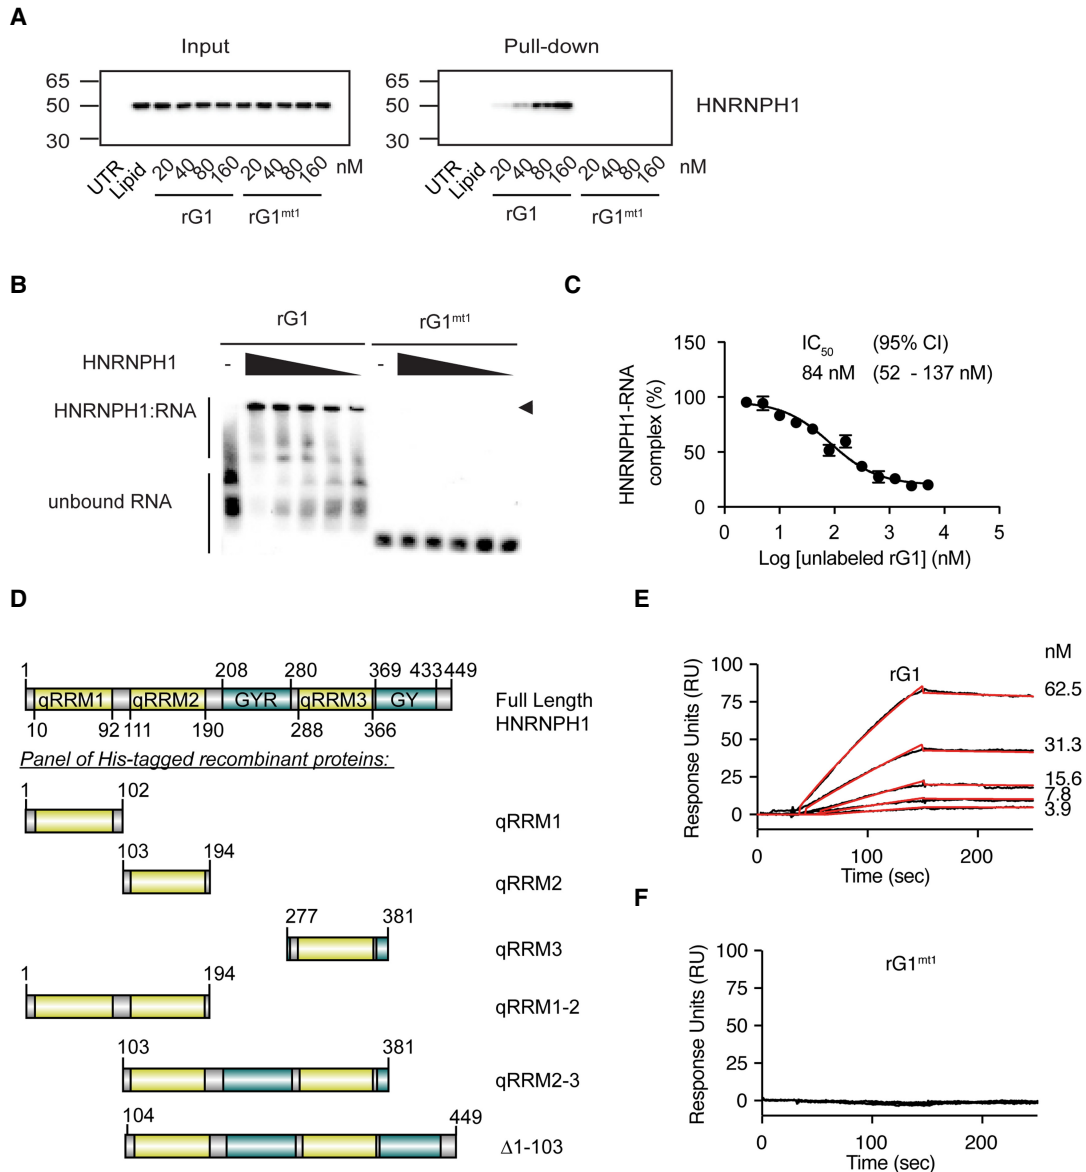 A
Input
Pull-down
65
50
30
65
50
30
HNRNPH1
UTR Lipid 20 40 80 160 20 40 80 160 nM
rG1 rG1mt1
UTR Lipid 20 40 80 160 20 40 80 160 nM
rG1 rG1mt1
B
rG1 rG1mt1
HNRNPH1 - -
HNRNPH1:RNA
unbound RNA
C
IC50 (95% CI)
84 nM (52 - 137 nM)
HNRNPH1-RNA
complex (%)
150
100
50
0
0 1 2 3 4 5
Log [unlabeled rG1] (nM)
D
1 208 280 369 433 449
qRRM1 qRRM2 GYR qRRM3 GY
10 92 111 190 288 366
Full Length
HNRNPH1
Panel of His-tagged recombinant proteins:
1 102
qRRM1
103 194
qRRM2
277 381
qRRM3
1 194
qRRM1-2
103 381
qRRM2-3
104 449
Δ1-103
E
nM
rG1
Response Units (RU)
100
75
50
25
0
62.5
31.3
15.6
7.8
3.9
0 100 200
Time (sec)
F
rG1mt1
Response Units (RU)
100
75
50
25
0
0 100 200
Time (sec)